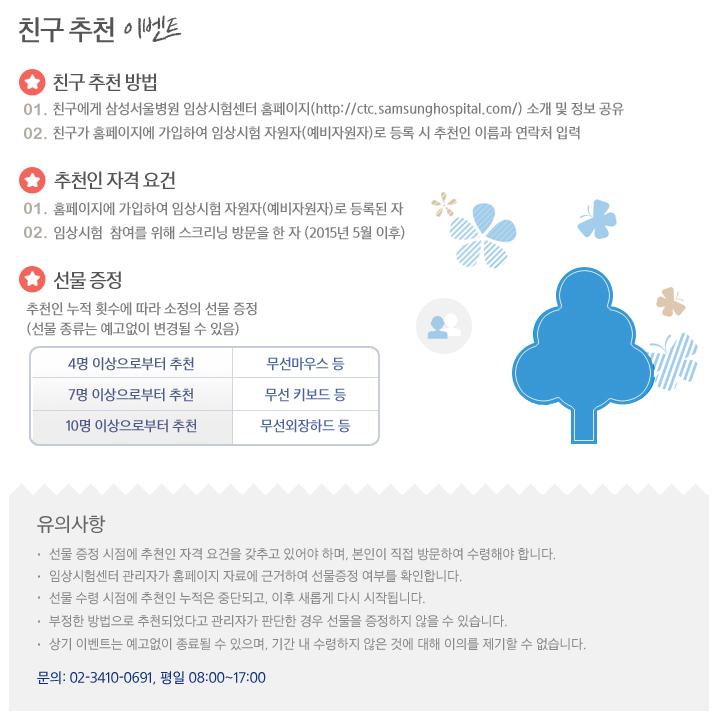 친구 추천 이벤트
친구 추천 방법
01. 친구에게 삼성서울병원 임상시험센터 홈페이지(http://ctc.samsunghospital.com/) 소개 및 정보 공유
02. 친구가 홈페이지에 가입하여 임상시험 자원자(예비자원자)로 등록 시 추천인 이름과 연락처 입력
추천인 자격 요건
01. 홈페이지에 가입하여 임상시험 자원자(예비자원자)로 등록된 자
02. 임상시험 참여를 위해 스크리닝 방문을 한 자 (2015년 5월 이후)
선물 증정
추천인 누적 횟수에 따라 소정의 선물 증정
(선물 종류는 예고없이 변경될 수 있음)
4명 이상으로부터 추천 무선마우스 등
7명 이상으로부터 추천 무선 키보드 등
10명 이상으로부터 추천 무선외장하드 등
유의사항
· 선물 증정 시점에 추천인 자격 요건을 갖추고 있어야 하며, 본인이 직접 방문하여 수령해야 합니다.
· 임상시험센터 관리자가 홈페이지 자료에 근거하여 선물증정 여부를 확인합니다.
· 선물 수령 시점에 추천인 누적은 중단되고, 이후 새롭게 다시 시작됩니다.
· 부정한 방법으로 추천되었다고 관리자가 판단한 경우 선물을 증정하지 않을 수 있습니다.
· 상기 이벤트는 예고없이 종료될 수 있으며, 기간 내 수령하지 않은 것에 대해 이의를 제기할 수 없습니다.
문의: 02-3410-0691, 평일 08:00~17:00